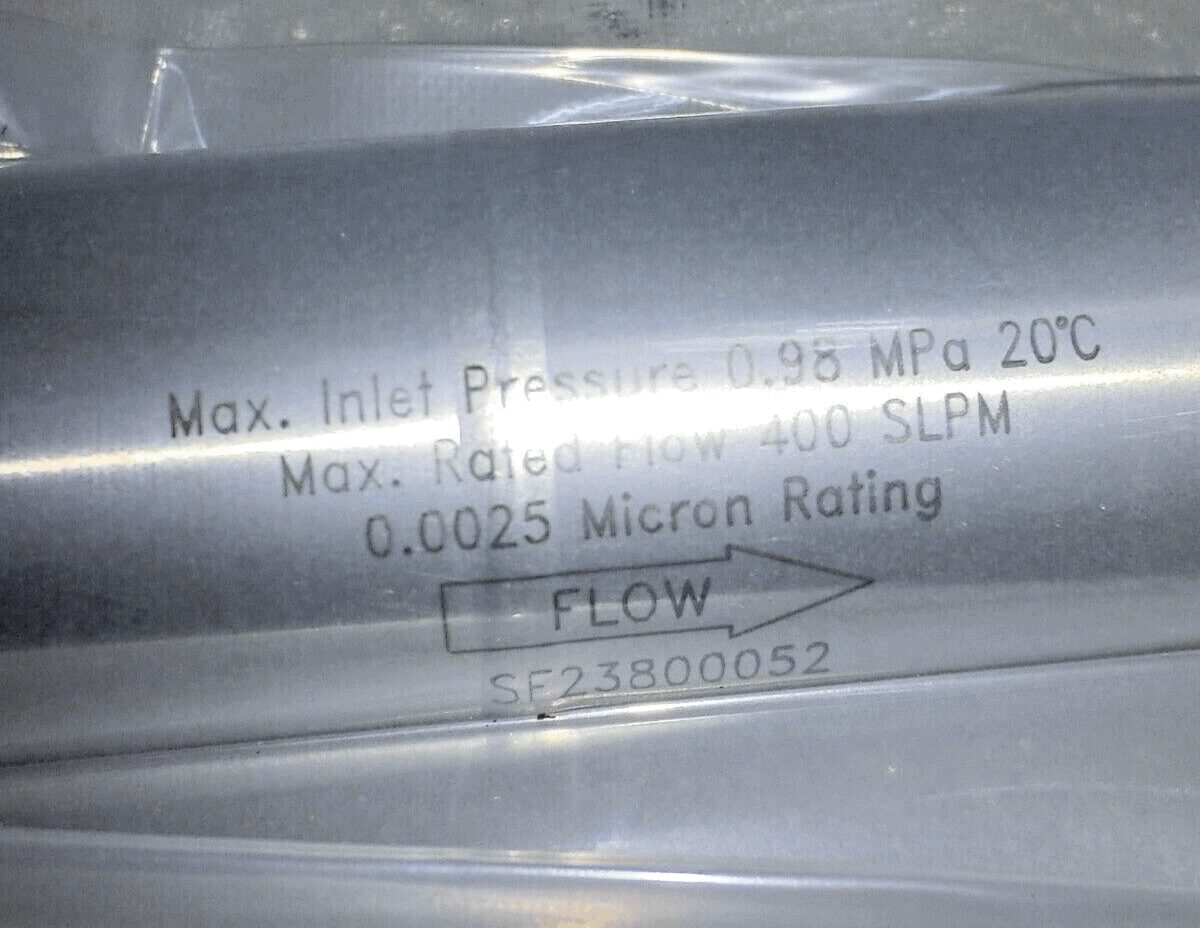 Max. Inlet Pressure 0.98 MPa 20°C
Max. Rated Flow 400 SLPM
0.0025 Micron Rating
FLOW
SF23800052